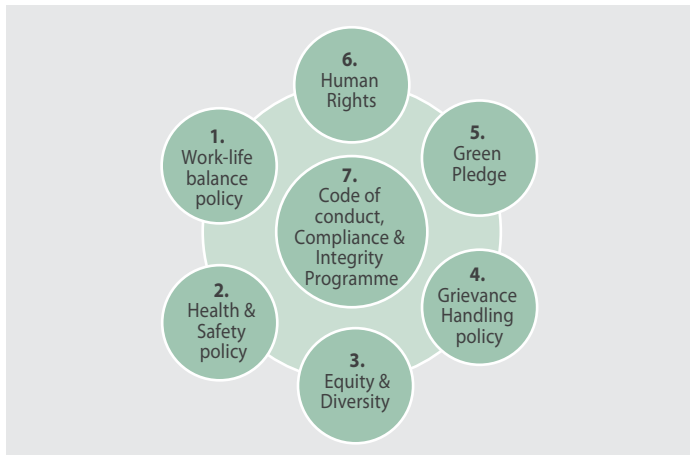 6.
Human
Rights
1.
Work-life
balance
policy
5.
Green
Pledge
7.
Code of
conduct,
Compliance &
Integrity
Programme
2.
Health &
Safety
policy
4.
Grievance
Handling
policy
3.
Equity &
Diversity